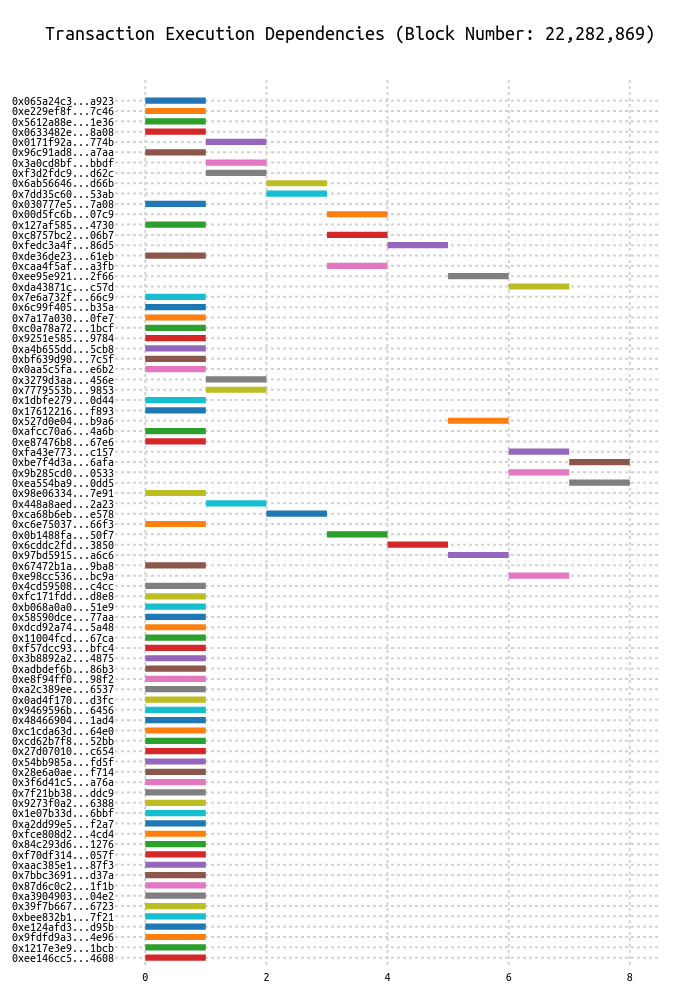 Transaction Execution Dependencies (Block Number: 22,282,869)
0x065a24c3...a923
0xe229ef8f...7c46
0x5612a88e...1e36
0x0633482e...8a08
0x0171f92a...774b
0x96c91ad8...a7aa
0x3a0cd8bf...bbdf
0xf3d2fdc9...d62c
0x6ab56646...d66b
0x7dd35c60...53ab
0x030777e5...7a08
0x00d5fc6b...07c9
0x127af585...4730
0xc8757bc2...06b7
0xfedc3a4f...86d5
0xde36de23...61eb
0xcaa4f5af...a3fb
0xee95e921...2f66
0xda43871c...c57d
0x7e6a732f...66c9
0x6c99f405...b35a
0x7a17a030...0fe7
0xc0a78a72...1bcf
0x9251e585...9784
0xa4b655dd...5cb8
0xbf639d90...7c5f
0x0aa5c5fa...e6b2
0x3279d3aa...456e
0x7779553b...9853
0x1dbfe279...0d44
0x17612216...f893
0x527d0e04...b9a6
0xafcc70a6...4a6b
0xe87476b8...67e6
0xfa43e773...c157
0xbe7f4d3a...6afa
0x9b285cd0...0533
0xea554ba9...0dd5
0x98e06334...7e91
0x448a8aed...2a23
0xca68b6eb...e578
0xc6e75037...66f3
0x0b1488fa...50f7
0x6cddc2fd...3850
0x97bd5915...a6c6
0x67472b1a...9ba8
0xe98cc536...bc9a
0x4cd59508...c4cc
0xfc171fdd...d8e8
0xb068a0a0...51e9
0x58590dce...77aa
0xdcd92a74...5a48
0x11004fcd...67ca
0xf57dcc93...bfc4
0x3b8892a2...4875
0xadbdef6b...86b3
0xe8f94ff0...98f2
0xa2c389ee...6537
0x0ad4f170...d3fc
0x9469596b...6456
0x48466904...1ad4
0xc1cda63d...64e0
0xcd62b7f8...52bb
0x27d07010...c654
0x54bb985a...fd5f
0x28e6a0ae...f714
0x3f6d41c5...a76a
0x7f21bb38...ddc9
0x9273f0a2...6388
0x1e07b33d...6bbf
0xa2dd99e5...f2a7
0xfce808d2...4cd4
0x84c293d6...1276
0xf70df314...057f
0xaac385e1...87f3
0x7bbc3691...d37a
0x87d6c0c2...1f1b
0xa3904903...04e2
0x39f7b667...6723
0xbee832b1...7f21
0xe124afd3...d95b
0x9fdfd9a3...4e96
0x1217e3e9...1bcb
0xee146cc5...4608
0 2 4 6 8